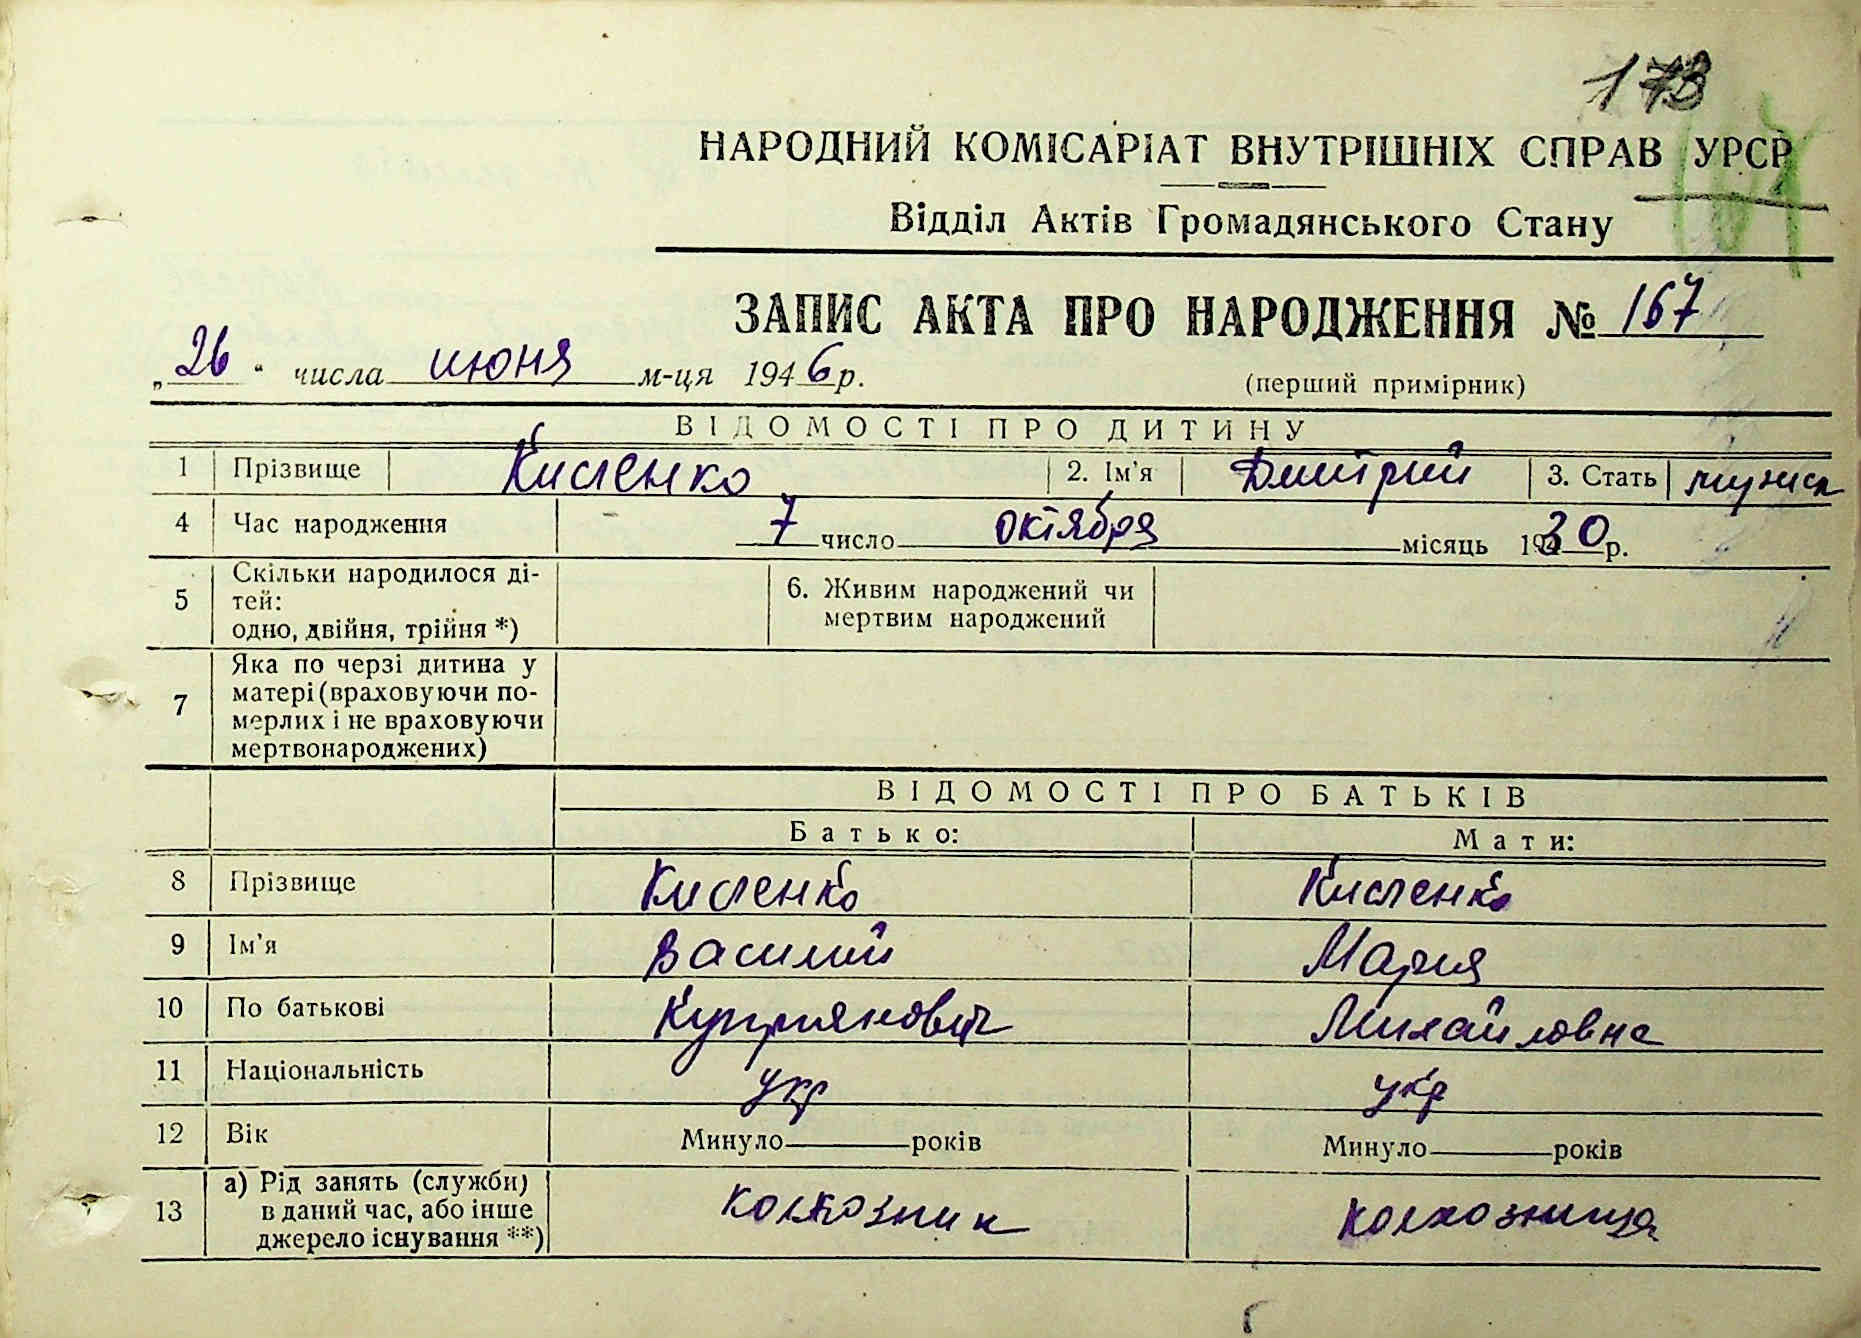 173
НАРОДНИЙ КОМІСАРІАТ ВНУТРІШНІХ СПРАВ УРСР
Відділ Актів Громадянського Стану
ЗАПИС АКТА ПРО НАРОДЖЕННЯ № 167
„26“ числа июня м-ця 1946 р.
(перший примірник)
ВІДОМОСТІ ПРО ДИТИНУ
1 Прізвище Кисленко 2. Ім'я Дмитрий 3. Стать мужск
4 Час народження 7 число октября місяць 1930 р.
5 Скільки народилося ді-
тей:
одно, двійня, трійня *)
6. Живим народжений чи
мертвим народжений
7 Яка по черзі дитина у
матері (враховуючи по-
мерлих і не враховуючи
мертвонароджених)
ВІДОМОСТІ ПРО БАТЬКІВ
Батько: Мати:
8 Прізвище Кисленко Кисленко
9 Ім'я Василий Мария
10 По батькові Куприянович Михайловна
11 Національність укр укр
12 Вік Минуло років Минуло років
13 а) Рід занять (служби)
в даний час, або інше
джерело існування **)
колхозник колхозница